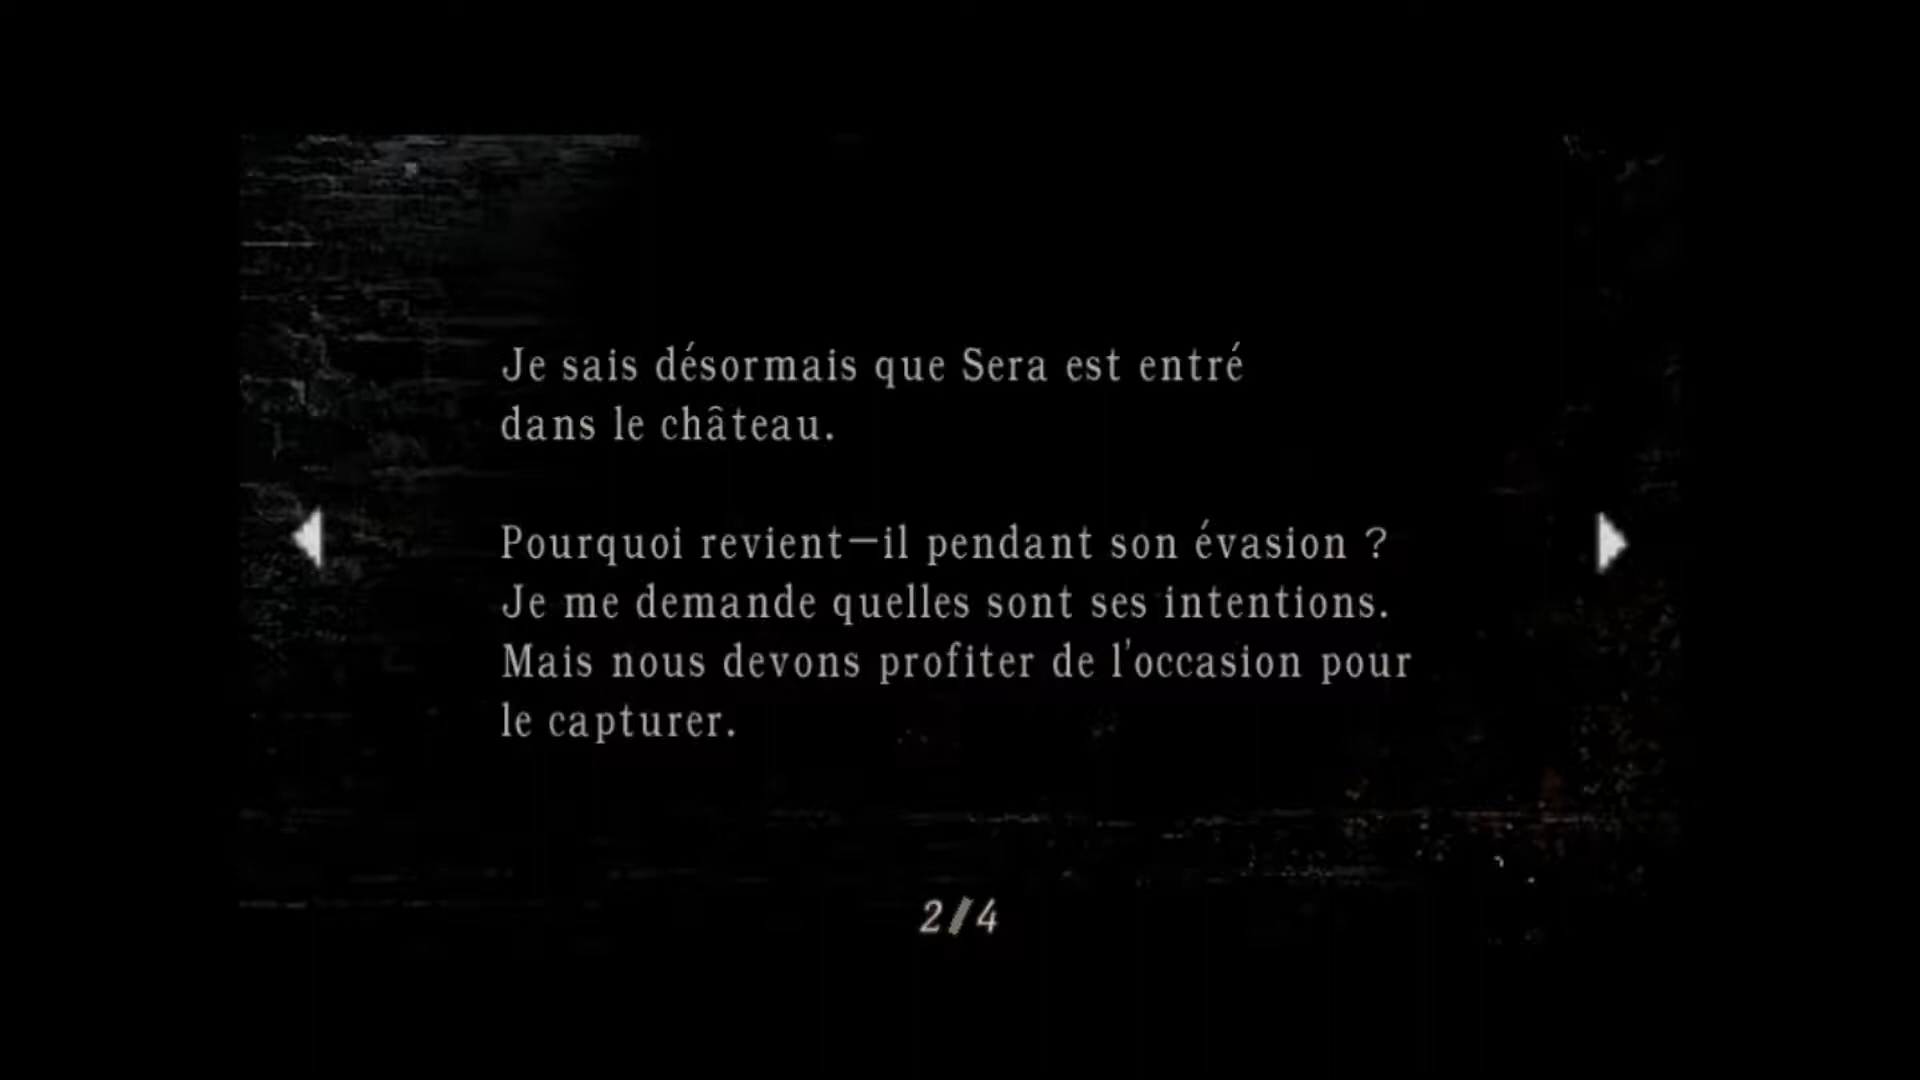 Je sais désormais que Sera est entré
dans le château.
Pourquoi revient-il pendant son évasion ?
Je me demande quelles sont ses intentions.
Mais nous devons profiter de l'occasion pour
le capturer.
2/4